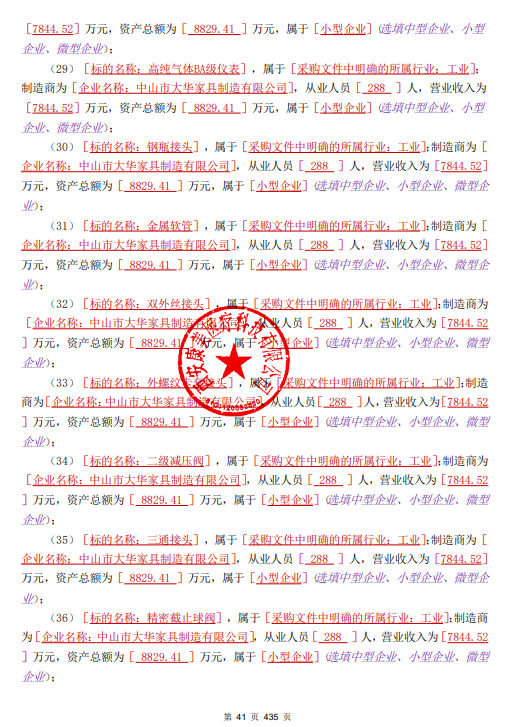 [7844.52] 万元，资产总额为 [ 8829.41 ] 万元，属于 [小型企业] (选填中型企业、小型
企业、微型企业)；
（29） [标的名称：高纯气体BA级仪表] ，属于 [采购文件中明确的所属行业：工业]；
制造商为 [企业名称：中山市大华家具制造有限公司]，从业人员 [ 288 ] 人，营业收入为
[7844.52] 万元，资产总额为 [ 8829.41 ] 万元，属于 [小型企业] (选填中型企业、小型
企业、微型企业)；
（30） [标的名称：钢瓶接头] ，属于 [采购文件中明确的所属行业：工业]；制造商为 [
企业名称：中山市大华家具制造有限公司]，从业人员 [ 288 ] 人，营业收入为 [7844.52]
万元，资产总额为 [ 8829.41 ] 万元，属于 [小型企业] (选填中型企业、小型企业、微型企
业)；
（31） [标的名称：金属软管] ，属于 [采购文件中明确的所属行业：工业]；制造商为 [
企业名称：中山市大华家具制造有限公司]，从业人员 [ 288 ] 人，营业收入为 [7844.52]
万元，资产总额为 [ 8829.41 ] 万元，属于 [小型企业] (选填中型企业、小型企业、微型企
业)；
（32） [标的名称：双外丝接头] ，属于 [采购文件中明确的所属行业：工业]；制造商为
[企业名称：中山市大华家具制造有限公司]，从业人员 [ 288 ] 人，营业收入为 [7844.52
] 万元，资产总额为 [ 8829.41 ] 万元，属于 [小型企业] (选填中型企业、小型企业、微型
企业)；
（33） [标的名称：外螺纹接头] ，属于 [采购文件中明确的所属行业：工业]；制造
商为 [企业名称：中山市大华家具制造有限公司]，从业人员 [ 288 ] 人，营业收入为 [7844.52
] 万元，资产总额为 [ 8829.41 ] 万元，属于 [小型企业] (选填中型企业、小型企业、微型
企业)；
（34） [标的名称：二级减压阀] ，属于 [采购文件中明确的所属行业：工业]；制造商为
[企业名称：中山市大华家具制造有限公司]，从业人员 [ 288 ] 人，营业收入为 [7844.52
] 万元，资产总额为 [ 8829.41 ] 万元，属于 [小型企业] (选填中型企业、小型企业、微型
企业)；
（35） [标的名称：三通接头] ，属于 [采购文件中明确的所属行业：工业]；制造商为 [
企业名称：中山市大华家具制造有限公司]，从业人员 [ 288 ] 人，营业收入为 [7844.52]
万元，资产总额为 [ 8829.41 ] 万元，属于 [小型企业] (选填中型企业、小型企业、微型企
业)；
（36） [标的名称：精密截止球阀] ，属于 [采购文件中明确的所属行业：工业]；制造商
为 [企业名称：中山市大华家具制造有限公司]，从业人员 [ 288 ] 人，营业收入为 [7844.52
] 万元，资产总额为 [ 8829.41 ] 万元，属于 [小型企业] (选填中型企业、小型企业、微型
企业)；
第 41 页 435 页